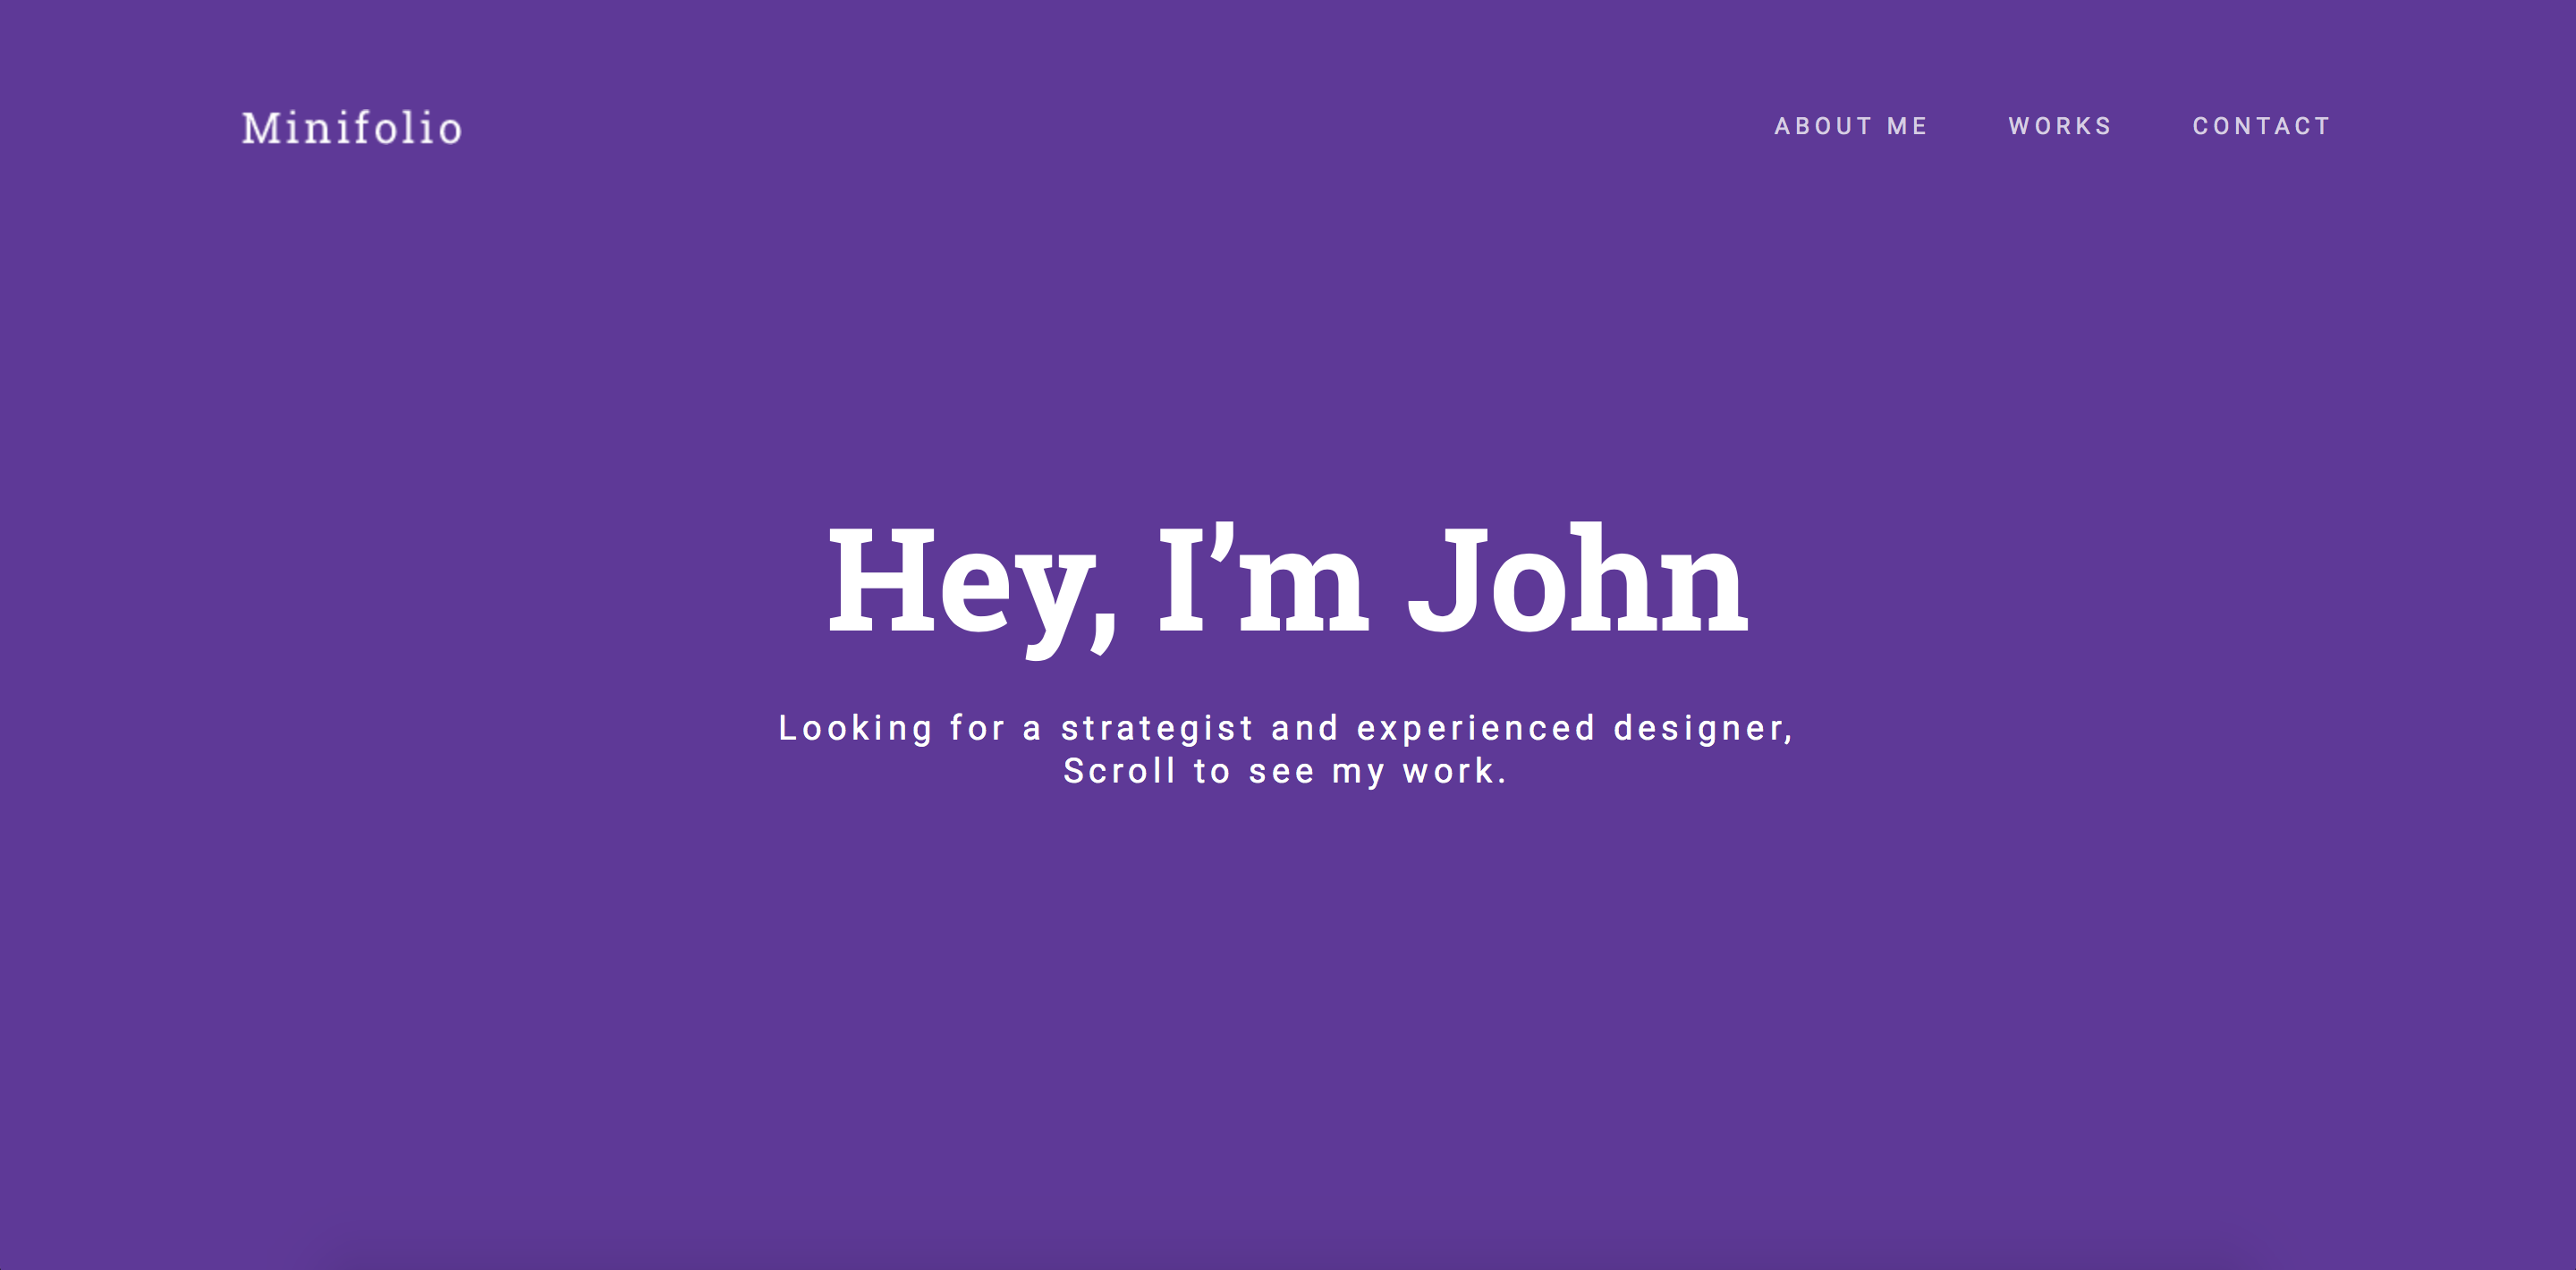 Minifolio
ABOUT ME WORKS CONTACT
Hey, I’m John
Looking for a strategist and experienced designer,
Scroll to see my work.